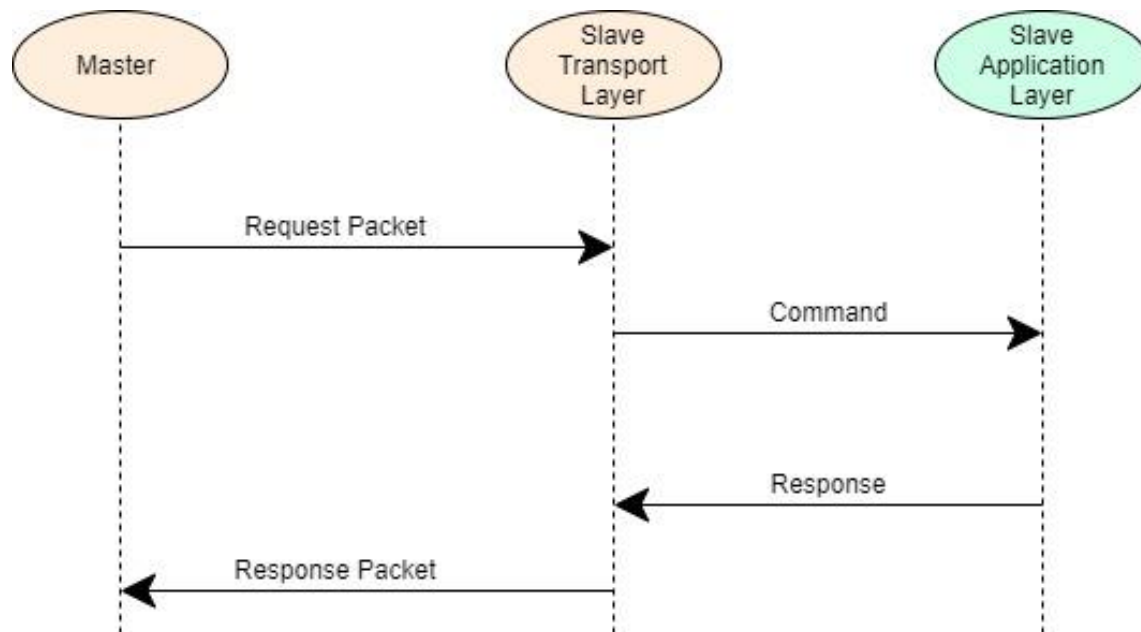 Master
Slave
Transport
Layer
Slave
Application
Layer
Request Packet
Command
Response
Response Packet